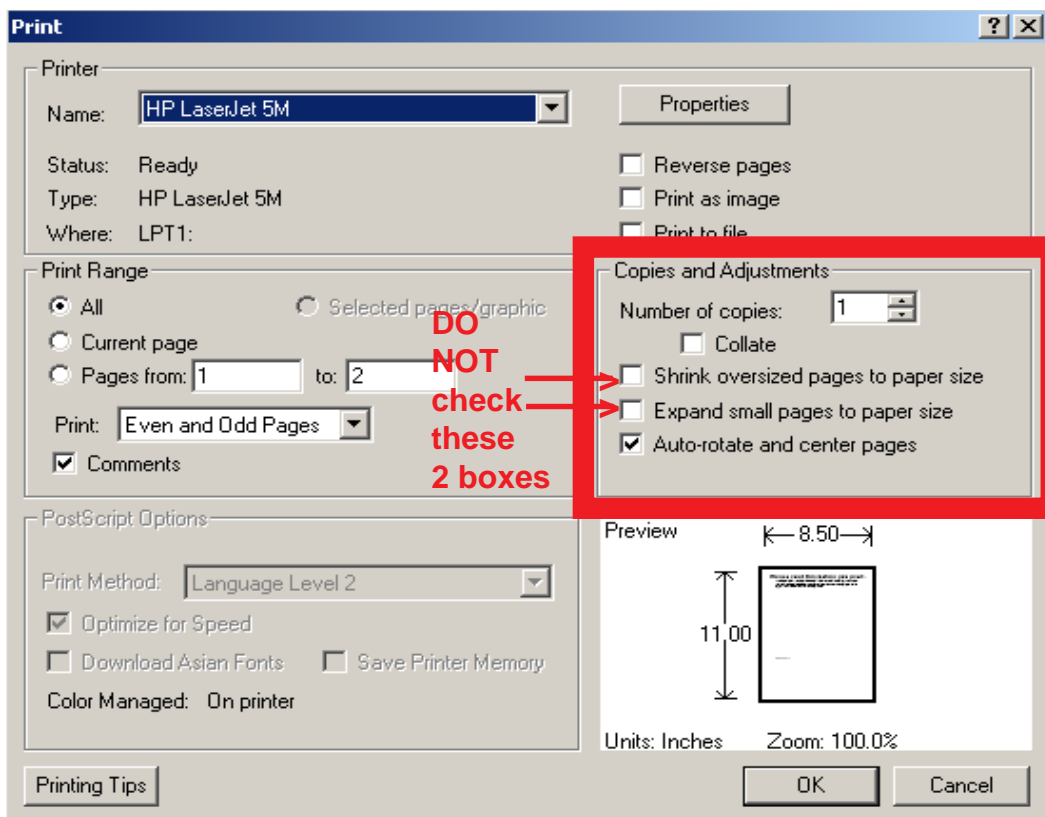 Print
Printer
Name: HP LaserJet 5M
Properties
Status: Ready
Type: HP LaserJet 5M
Where: LPT1:
Reverse pages
Print as image
Print to file
Print Range
All
Selected pages/graphic
Current page
Pages from: 1 to: 2
Print: Even and Odd Pages
Comments
DO
NOT
check
these
2 boxes
Copies and Adjustments
Number of copies: 1
Collate
Shrink oversized pages to paper size
Expand small pages to paper size
Auto-rotate and center pages
PostScript Options
Print Method: Language Level 2
Optimize for Speed
Download Asian Fonts Save Printer Memory
Color Managed: On printer
Preview
8.50
11.00
Units: Inches Zoom: 100.0%
Printing Tips
OK
Cancel